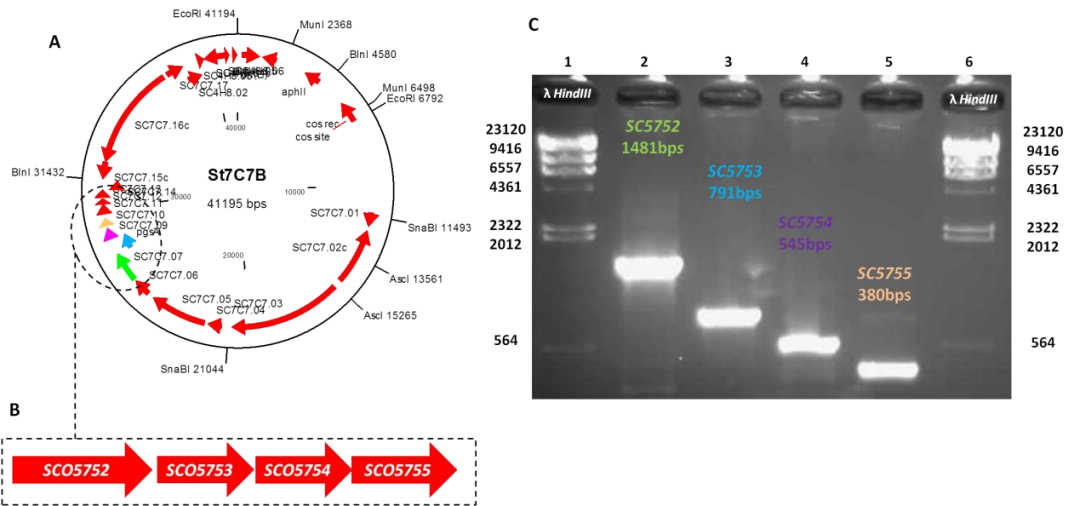 A
EcoRI 41194
MunI 2368
BlnI 4580
MunI 6498
EcoRI 6792
aphII
cos rec
cos site
SC7C7.17
SC4H8.02
SC7C7.16c
40000
St7C7B
41195 bps
10000
BlnI 31432
SC7C7.15c
SC7C7.14
SC7C7.11
30000
SC7C7.10
SC7C7.09
pgsA
SC7C7.07
SC7C7.06
SC7C7.05
SC7C7.04
SC7C7.03
20000
SC7C7.01
SC7C7.02c
SnaBI 11493
AscI 13561
AscI 15265
SnaBI 21044
B
SCO5752
SCO5753
SCO5754
SCO5755
C
1 2 3 4 5 6
λ HindIII
λ HindIII
23120
9416
6557
4361
2322
2012
564
SC5752
1481bps
SC5753
791bps
SC5754
545bps
SC5755
380bps
23120
9416
6557
4361
2322
2012
564